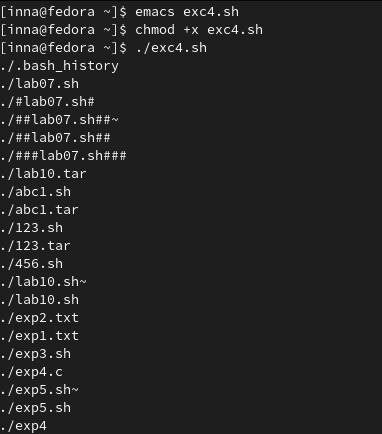 [inna@fedora ~]$ emacs exc4.sh
[inna@fedora ~]$ chmod +x exc4.sh
[inna@fedora ~]$ ./exc4.sh
./.bash_history
./lab07.sh
./#lab07.sh#
./##lab07.sh##~
./##lab07.sh##
./###lab07.sh###
./lab10.tar
./abc1.sh
./abc1.tar
./123.sh
./123.tar
./456.sh
./lab10.sh~
./lab10.sh
./exp2.txt
./exp1.txt
./exp3.sh
./exp4.c
./exp5.sh~
./exp5.sh
./exp4